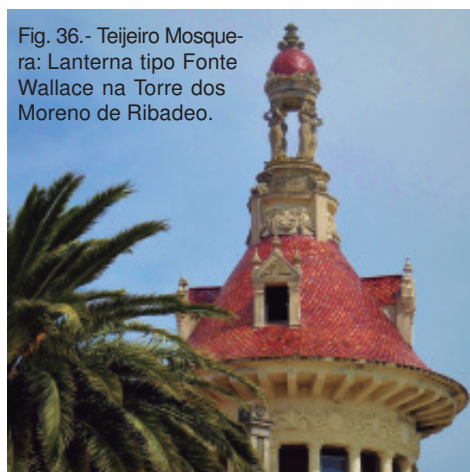 Fig. 36.- Teijeiro Mosque-
ra: Lanterna tipo Fonte
Wallace na Torre dos
Moreno de Ribadeo.